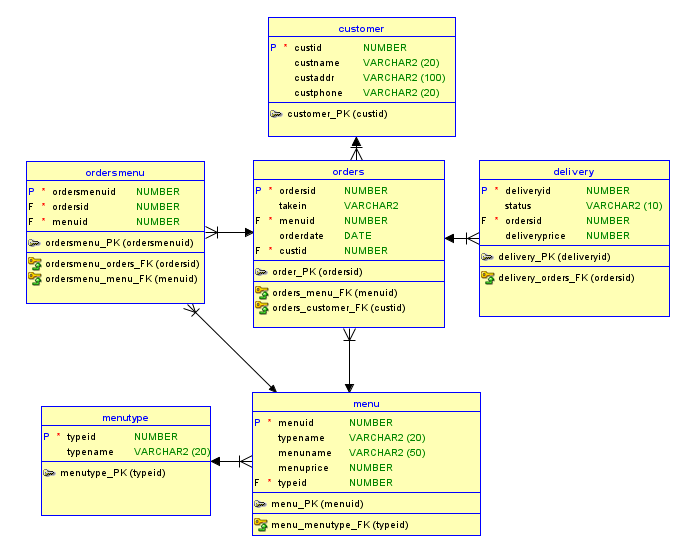 customer
P * custid NUMBER
custname VARCHAR2 (20)
custaddr VARCHAR2 (100)
custphone VARCHAR2 (20)
customer_PK (custid)
ordersmenu
P * ordersmenuid NUMBER
F * ordersid NUMBER
F * menuid NUMBER
ordersmenu_PK (ordersmenuid)
ordersmenu_orders_FK (ordersid)
ordersmenu_menu_FK (menuid)
orders
P * ordersid NUMBER
takein VARCHAR2
F * menuid NUMBER
orderdate DATE
F * custid NUMBER
order_PK (ordersid)
orders_menu_FK (menuid)
orders_customer_FK (custid)
delivery
P * deliveryid NUMBER
status VARCHAR2 (10)
F * ordersid NUMBER
deliveryprice NUMBER
delivery_PK (deliveryid)
delivery_orders_FK (ordersid)
menutype
P * typeid NUMBER
typename VARCHAR2 (20)
menutype_PK (typeid)
menu
P * menuid NUMBER
typename VARCHAR2 (20)
menuname VARCHAR2 (50)
menuprice NUMBER
F * typeid NUMBER
menu_PK (menuid)
menu_menutype_FK (typeid)